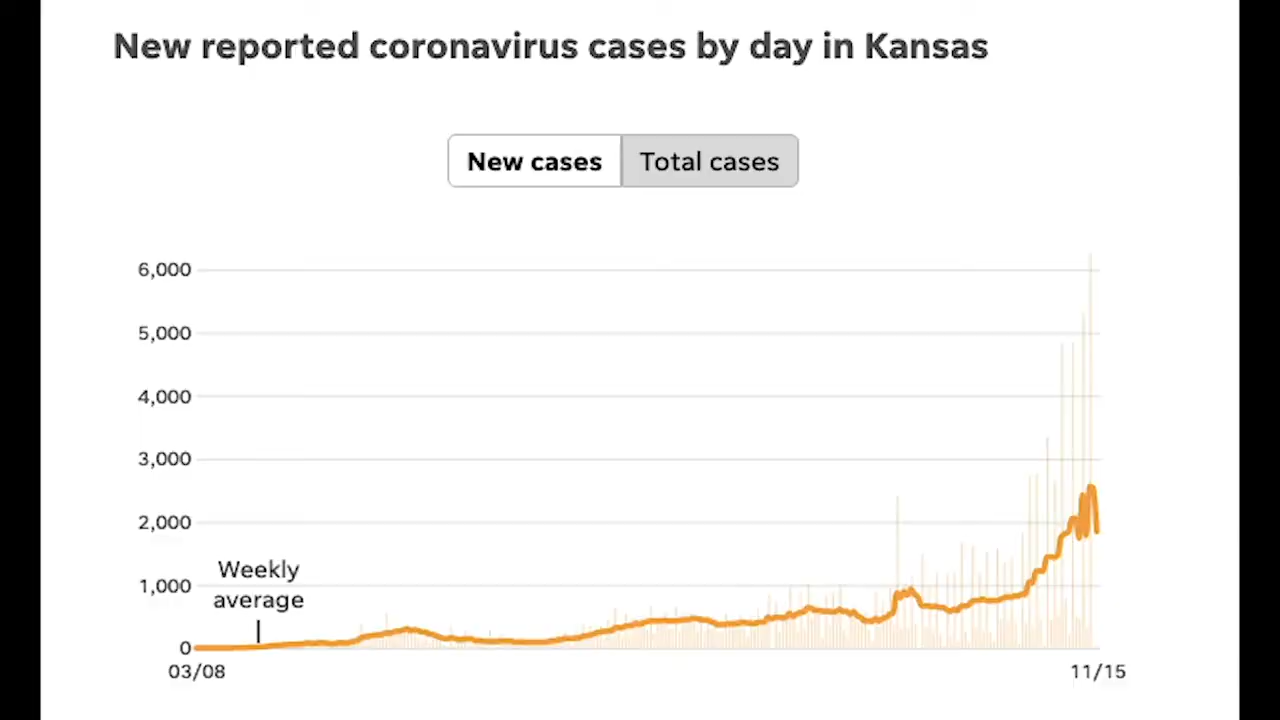 New reported coronavirus cases by day in Kansas
New cases Total cases
6,000
5,000
4,000
3,000
2,000
1,000
Weekly
average
0
03/08 11/15